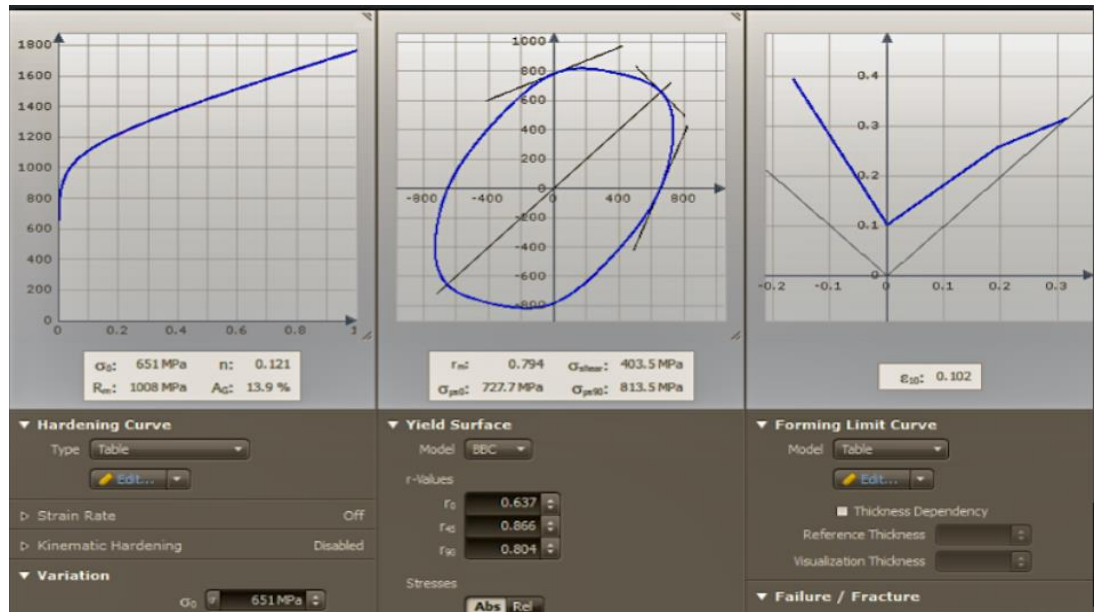 1800
1600
1400
1200
1000
800
600
400
200
0
0 0.2 0.4 0.6 0.8 1
σ₀: 651 MPa n: 0.121
Rₘ: 1008 MPa A_G: 13.9 %
▼ Hardening Curve
Type Table
Edit...
▷ Strain Rate Off
▷ Kinematic Hardening Disabled
▼ Variation
σ₀ 651 MPa
1000
800
600
400
200
-800 -400 0 400 800
-200
-400
-600
-800
rₘ: 0.794 σshear: 403.5 MPa
σps0: 727.7 MPa σps90: 813.5 MPa
▼ Yield Surface
Model BBC
r-Values
r₀ 0.637
r₄₅ 0.866
r₉₀ 0.804
Stresses
Abs Rel
0.4
0.3
0.2
0.1
0
-0.2 -0.1 0 0.1 0.2 0.3
ε₁₀: 0.102
▼ Forming Limit Curve
Model Table
Edit...
Thickness Dependency
Reference Thickness
Visualization Thickness
▼ Failure / Fracture